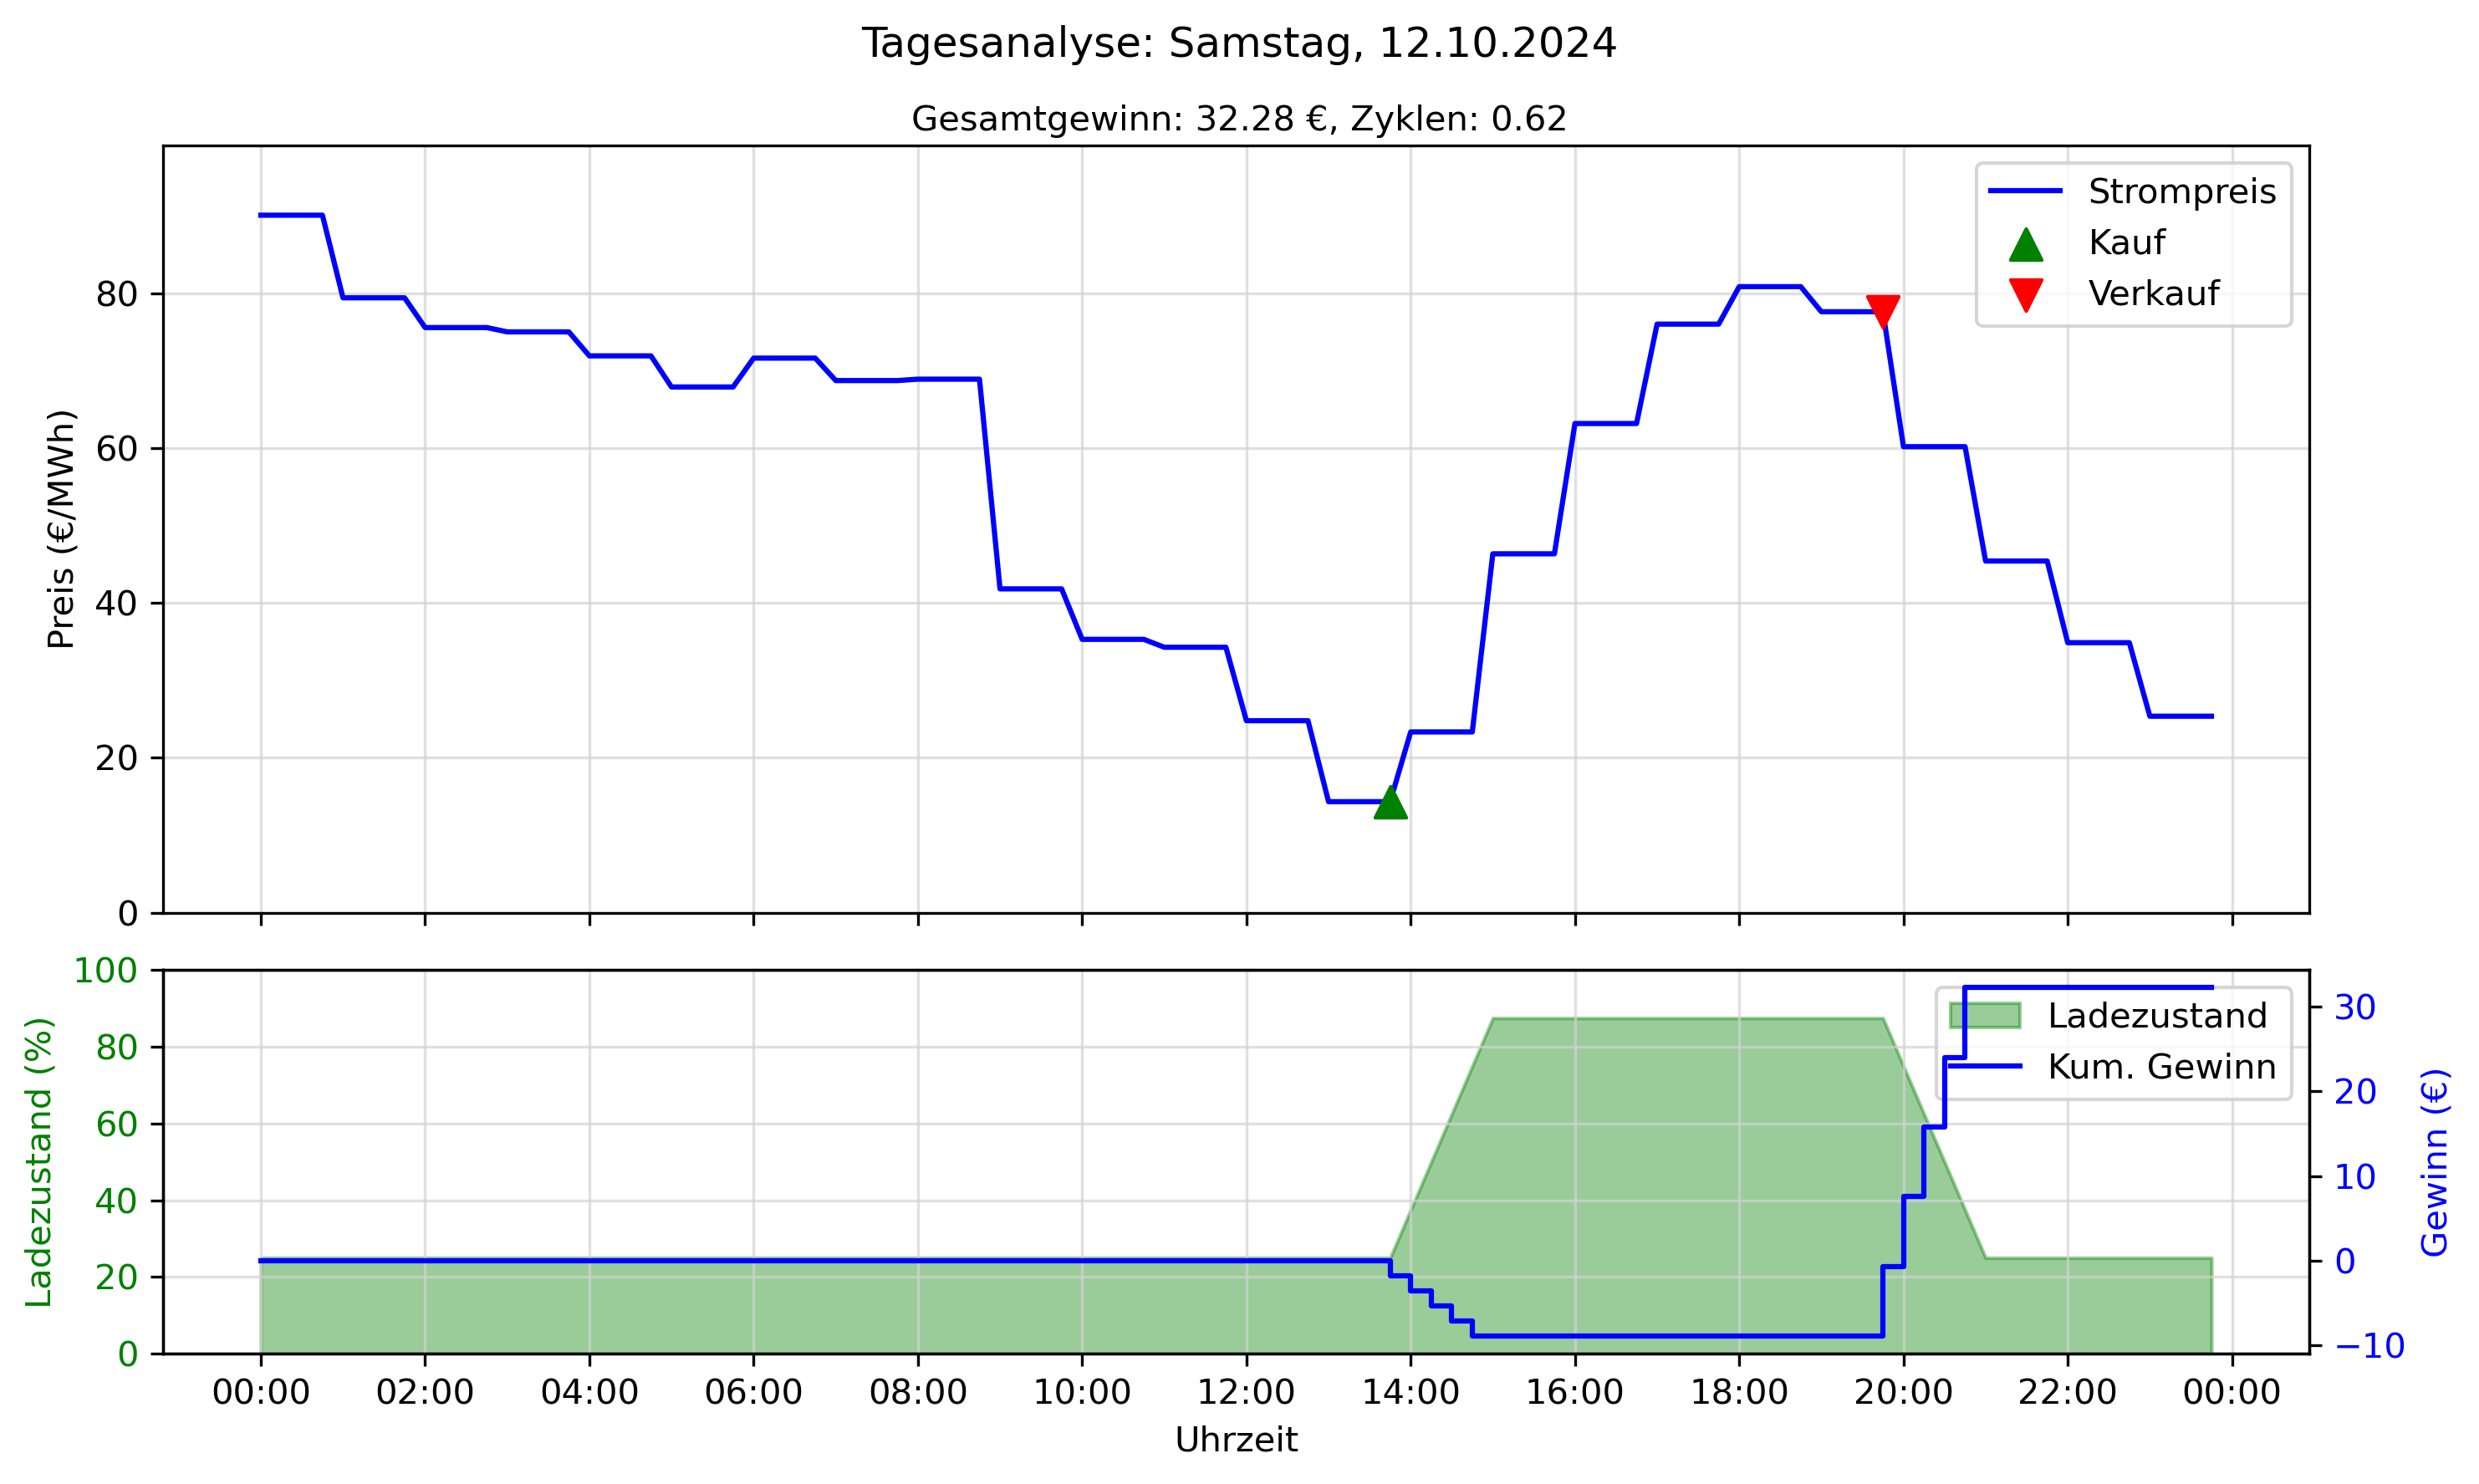 Tagesanalyse: Samstag, 12.10.2024
Gesamtgewinn: 32.28 €, Zyklen: 0.62
Preis (€/MWh)
80
60
40
20
0
Strompreis
Kauf
Verkauf
Ladezustand (%)
100
80
60
40
20
0
Ladezustand
Kum. Gewinn
30
20
10
0
−10
Gewinn (€)
00:00 02:00 04:00 06:00 08:00 10:00 12:00 14:00 16:00 18:00 20:00 22:00 00:00
Uhrzeit